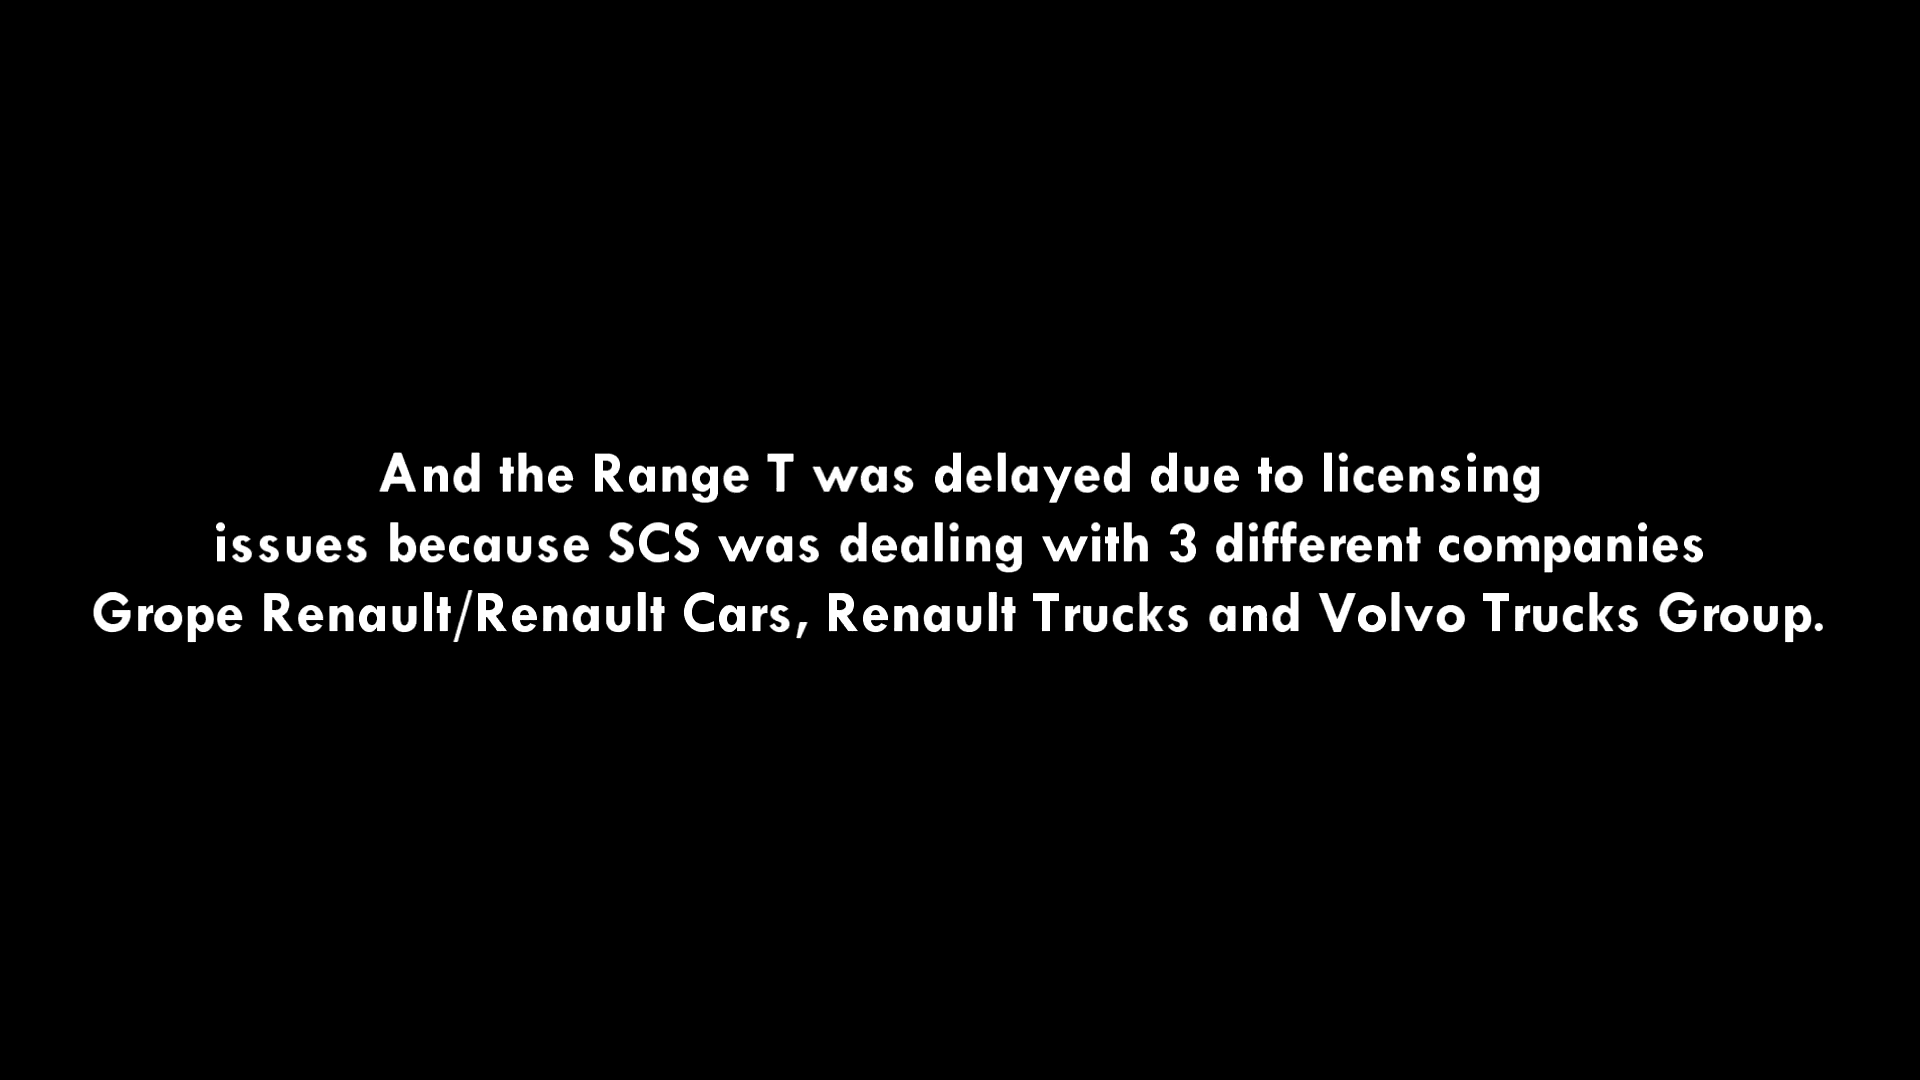 And the Range T was delayed due to licensing
issues because SCS was dealing with 3 different companies
Grope Renault/Renault Cars, Renault Trucks and Volvo Trucks Group.